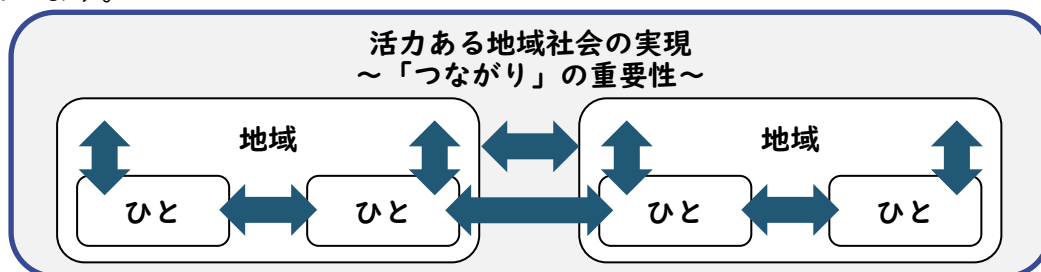 活力ある地域社会の実現
～「つながり」の重要性～
地域
地域
ひと
ひと
ひと
ひと